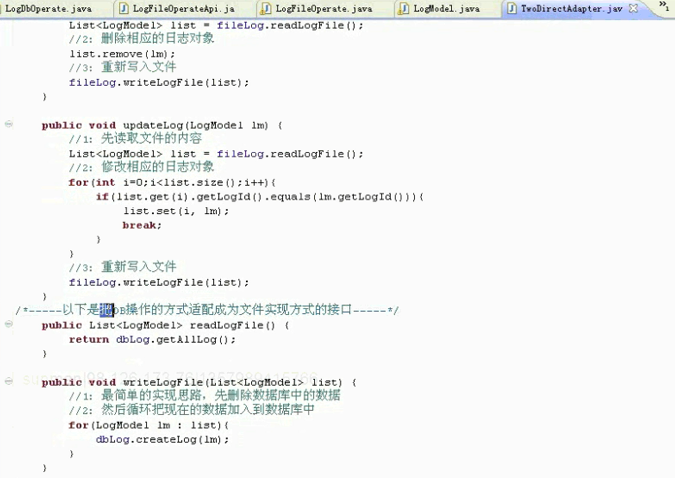 LogDbOperate.java LogFileOperateApi.ja LogFileOperate.java LogModel.java TwoDirectAdapter.jav
List<LogModel> list = fileLog.readLogFile();
//2: 删除相应的日志对象
list.remove(lm);
//3: 重新写入文件
fileLog.writeLogFile(list);
}
public void updateLog(LogModel lm) {
//1: 先读取文件的内容
List<LogModel> list = fileLog.readLogFile();
//2: 修改相应的日志对象
for(int i=0;i<list.size();i++){
if(list.get(i).getLogId().equals(lm.getLogId())){
list.set(i, lm);
break;
}
}
//3: 重新写入文件
fileLog.writeLogFile(list);
}
/*-----以下是把DB操作的方式适配成为文件实现方式的接口-----*/
public List<LogModel> readLogFile() {
return dbLog.getAllLog();
}
public void writeLogFile(List<LogModel> list) {
//1: 最简单的实现思路，先删除数据库中的数据
//2: 然后循环把现在的数据加入到数据库中
for(LogModel lm : list){
dbLog.createLog(lm);
}
}